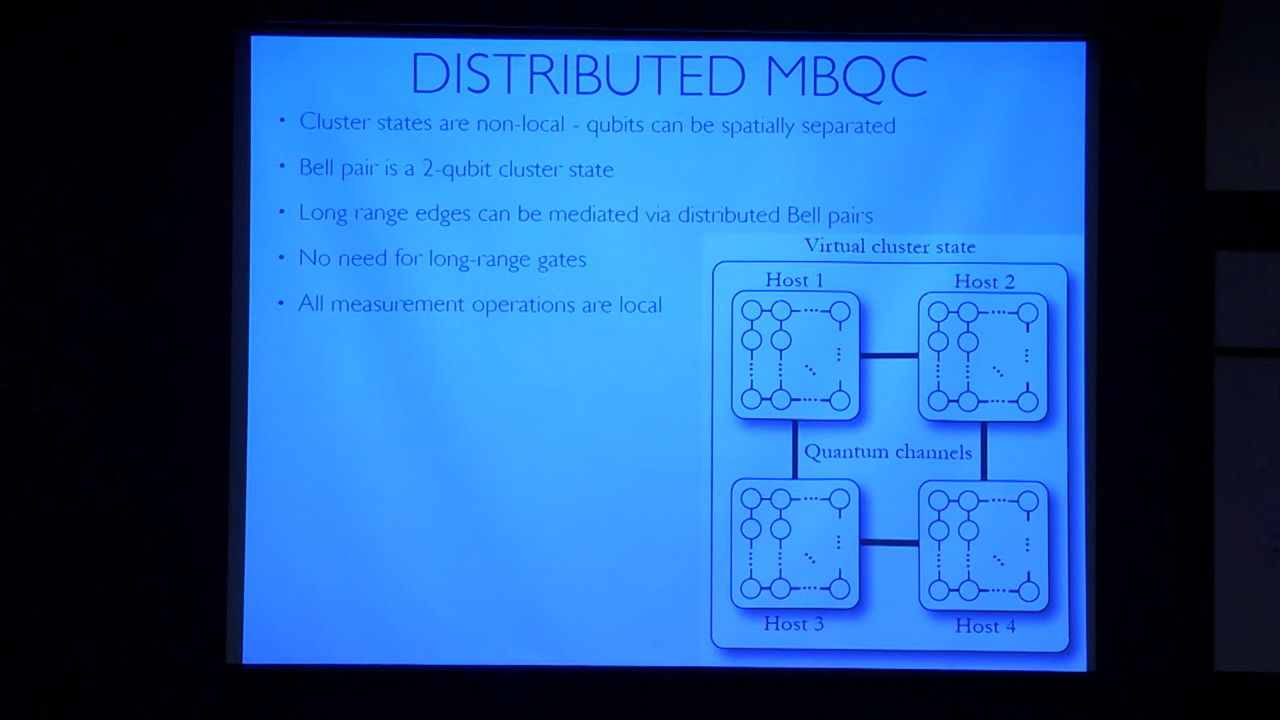 DISTRIBUTED MBQC
• Cluster states are non-local - qubits can be spatially separated
• Bell pair is a 2-qubit cluster state
• Long range edges can be mediated via distributed Bell pairs
• No need for long-range gates
• All measurement operations are local
Virtual cluster state
Host 1
Host 2
Quantum channels
Host 3
Host 4